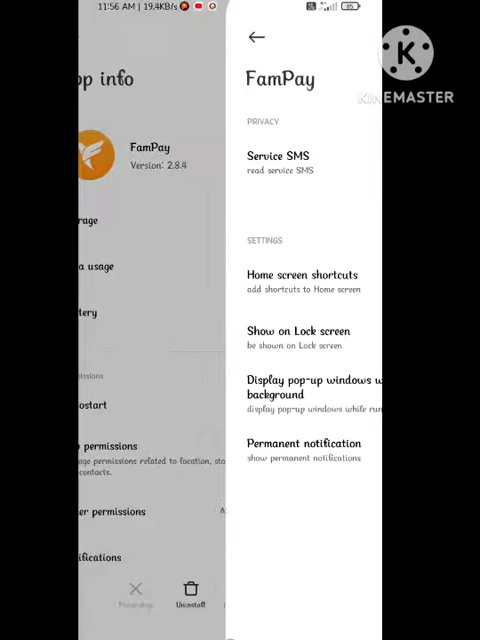 11:56 AM | 19.4KB/s
85
K
KINEMASTER
pp info
FamPay
Version: 2.8.4
rage
a usage
tery
missions
ostart
permissions
age permissions related to location, sto
contacts.
er permissions
A
ifications
Uninstall
FamPay
PRIVACY
Service SMS
read service SMS
SETTINGS
Home screen shortcuts
add shortcuts to Home screen
Show on Lock screen
be shown on Lock screen
Display pop-up windows w
background
display pop-up windows while run
Permanent notification
show permanent notifications